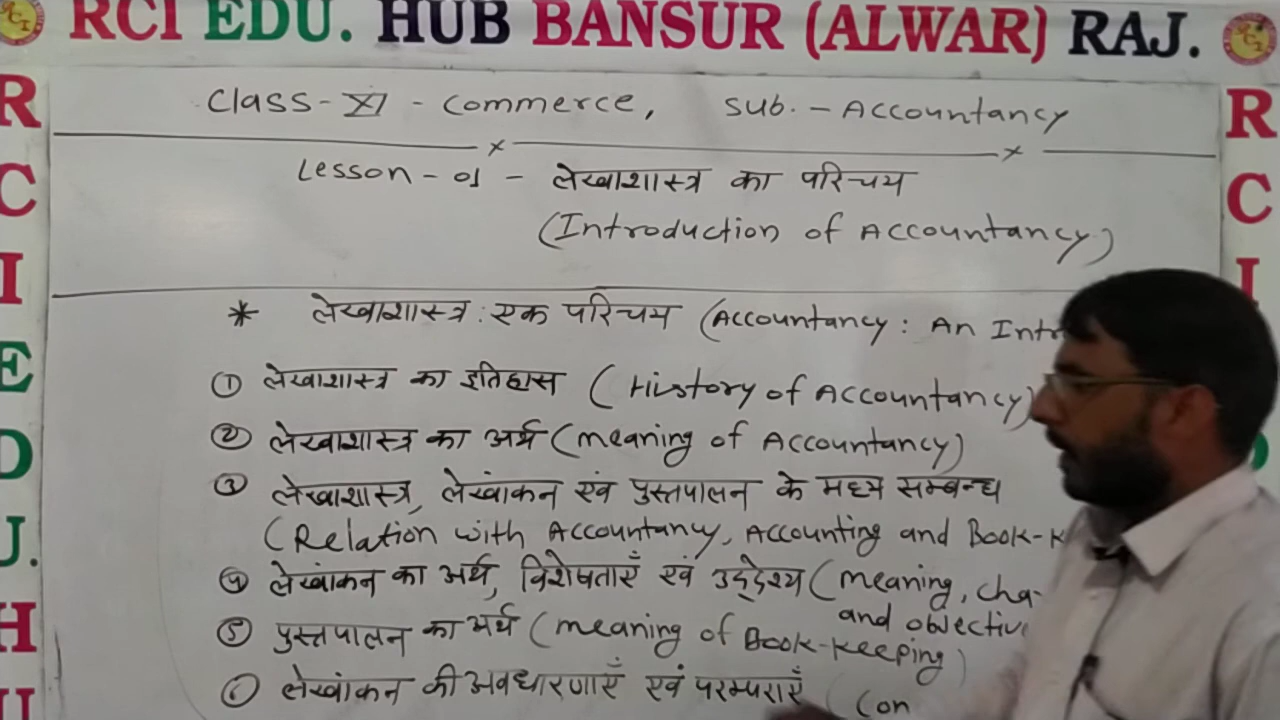 RCI EDU. HUB BANSUR (ALWAR) RAJ.
Class-XI - Commerce, Sub. - Accountancy
Lesson - 01 - लेखाशास्त्र का परिचय
(Introduction of Accountancy)
* लेखाशास्त्र : एक परिचय (Accountancy : An Intr
① लेखाशास्त्र का इतिहास (History of Accountancy)
② लेखाशास्त्र का अर्थ (meaning of Accountancy)
③ लेखाशास्त्र, लेखांकन एवं पुस्तपालन के मध्य सम्बन्ध
(Relation with Accountancy, Accounting and Book-K
④ लेखांकन का अर्थ, विशेषताएँ एवं उद्देश्य (meaning, cha-
and objectiv
⑤ पुस्तपालन का अर्थ (meaning of Book-Keeping)
⑥ लेखांकन की अवधारणाएँ एवं परम्पराएँ (Con
R
C
I
E
D
U.
H
U
R
C
I